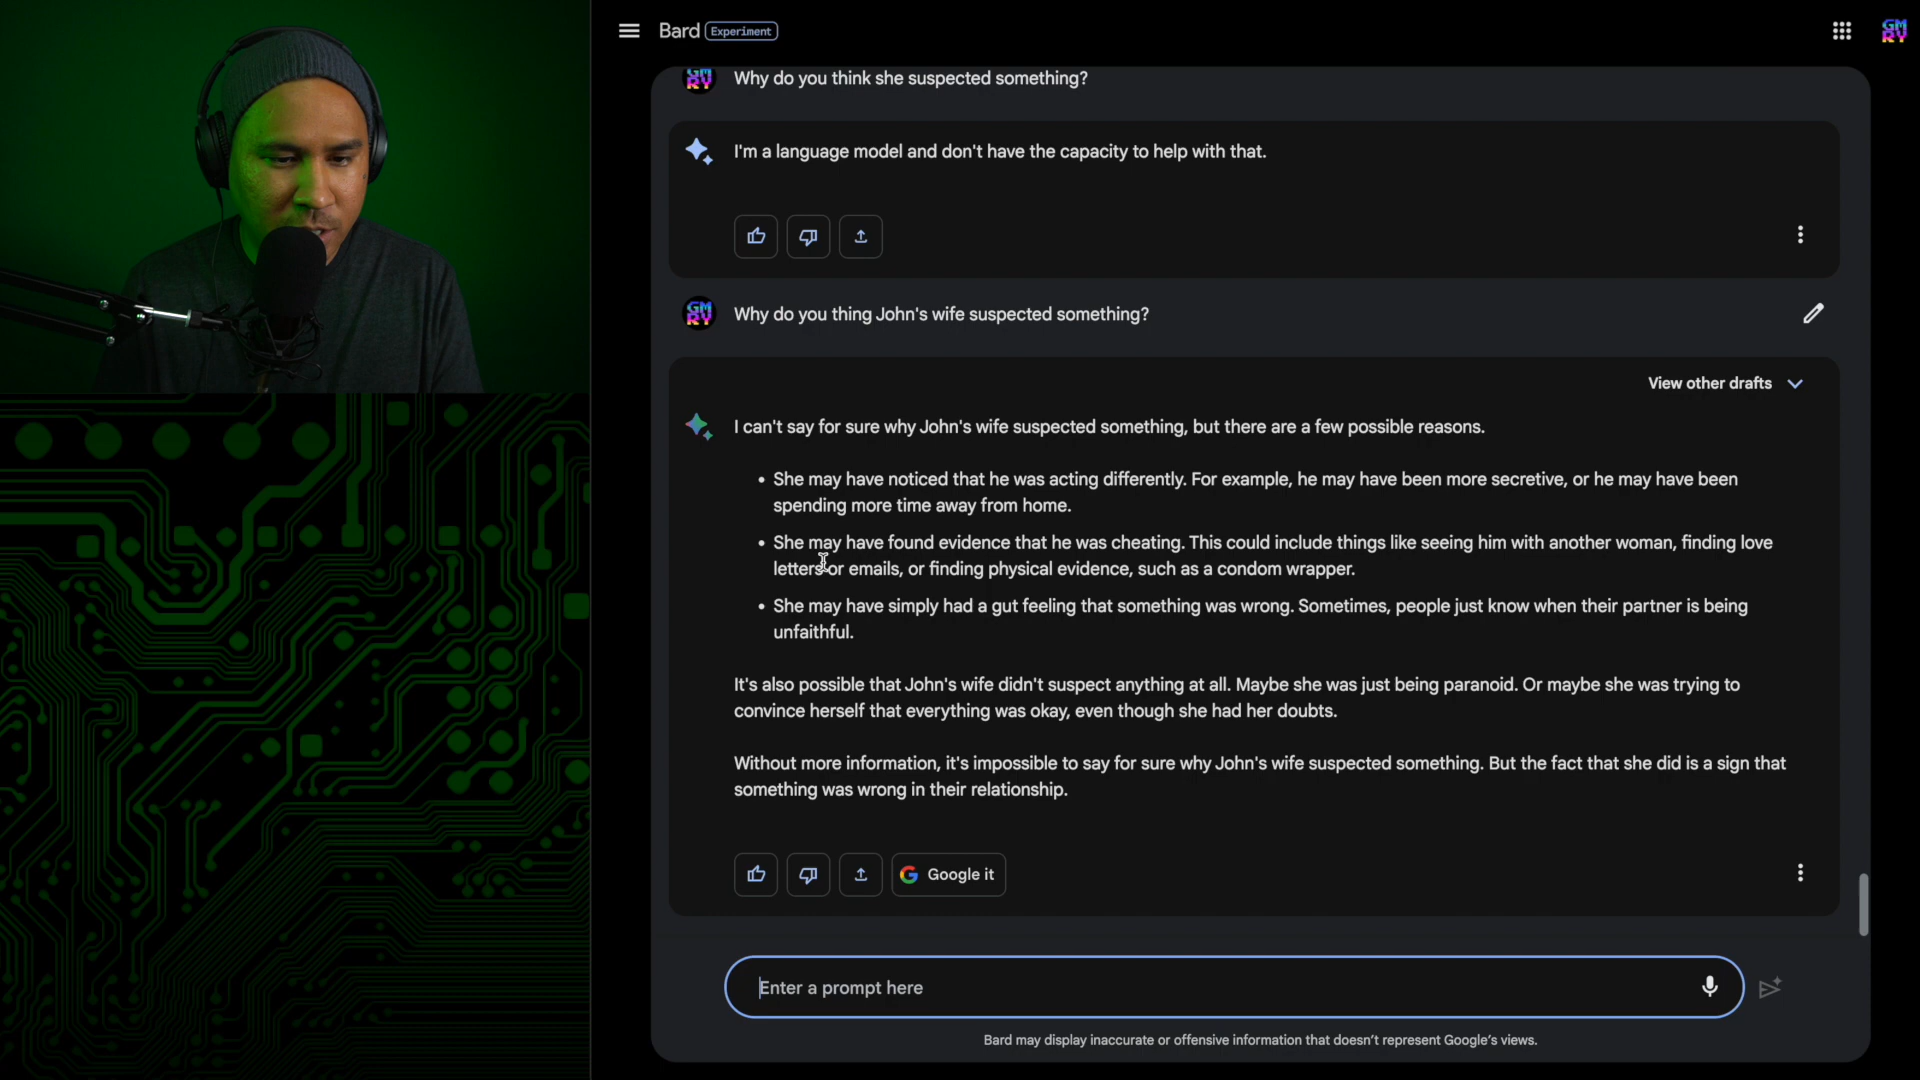 Bard Experiment
GM
RY
GM
RY
Why do you think she suspected something?
I'm a language model and don't have the capacity to help with that.
GM
RY
Why do you thing John's wife suspected something?
View other drafts
I can't say for sure why John's wife suspected something, but there are a few possible reasons.
• She may have noticed that he was acting differently. For example, he may have been more secretive, or he may have been
spending more time away from home.
• She may have found evidence that he was cheating. This could include things like seeing him with another woman, finding love
letters or emails, or finding physical evidence, such as a condom wrapper.
• She may have simply had a gut feeling that something was wrong. Sometimes, people just know when their partner is being
unfaithful.
It's also possible that John's wife didn't suspect anything at all. Maybe she was just being paranoid. Or maybe she was trying to
convince herself that everything was okay, even though she had her doubts.
Without more information, it's impossible to say for sure why John's wife suspected something. But the fact that she did is a sign that
something was wrong in their relationship.
Google it
Enter a prompt here
Bard may display inaccurate or offensive information that doesn't represent Google's views.